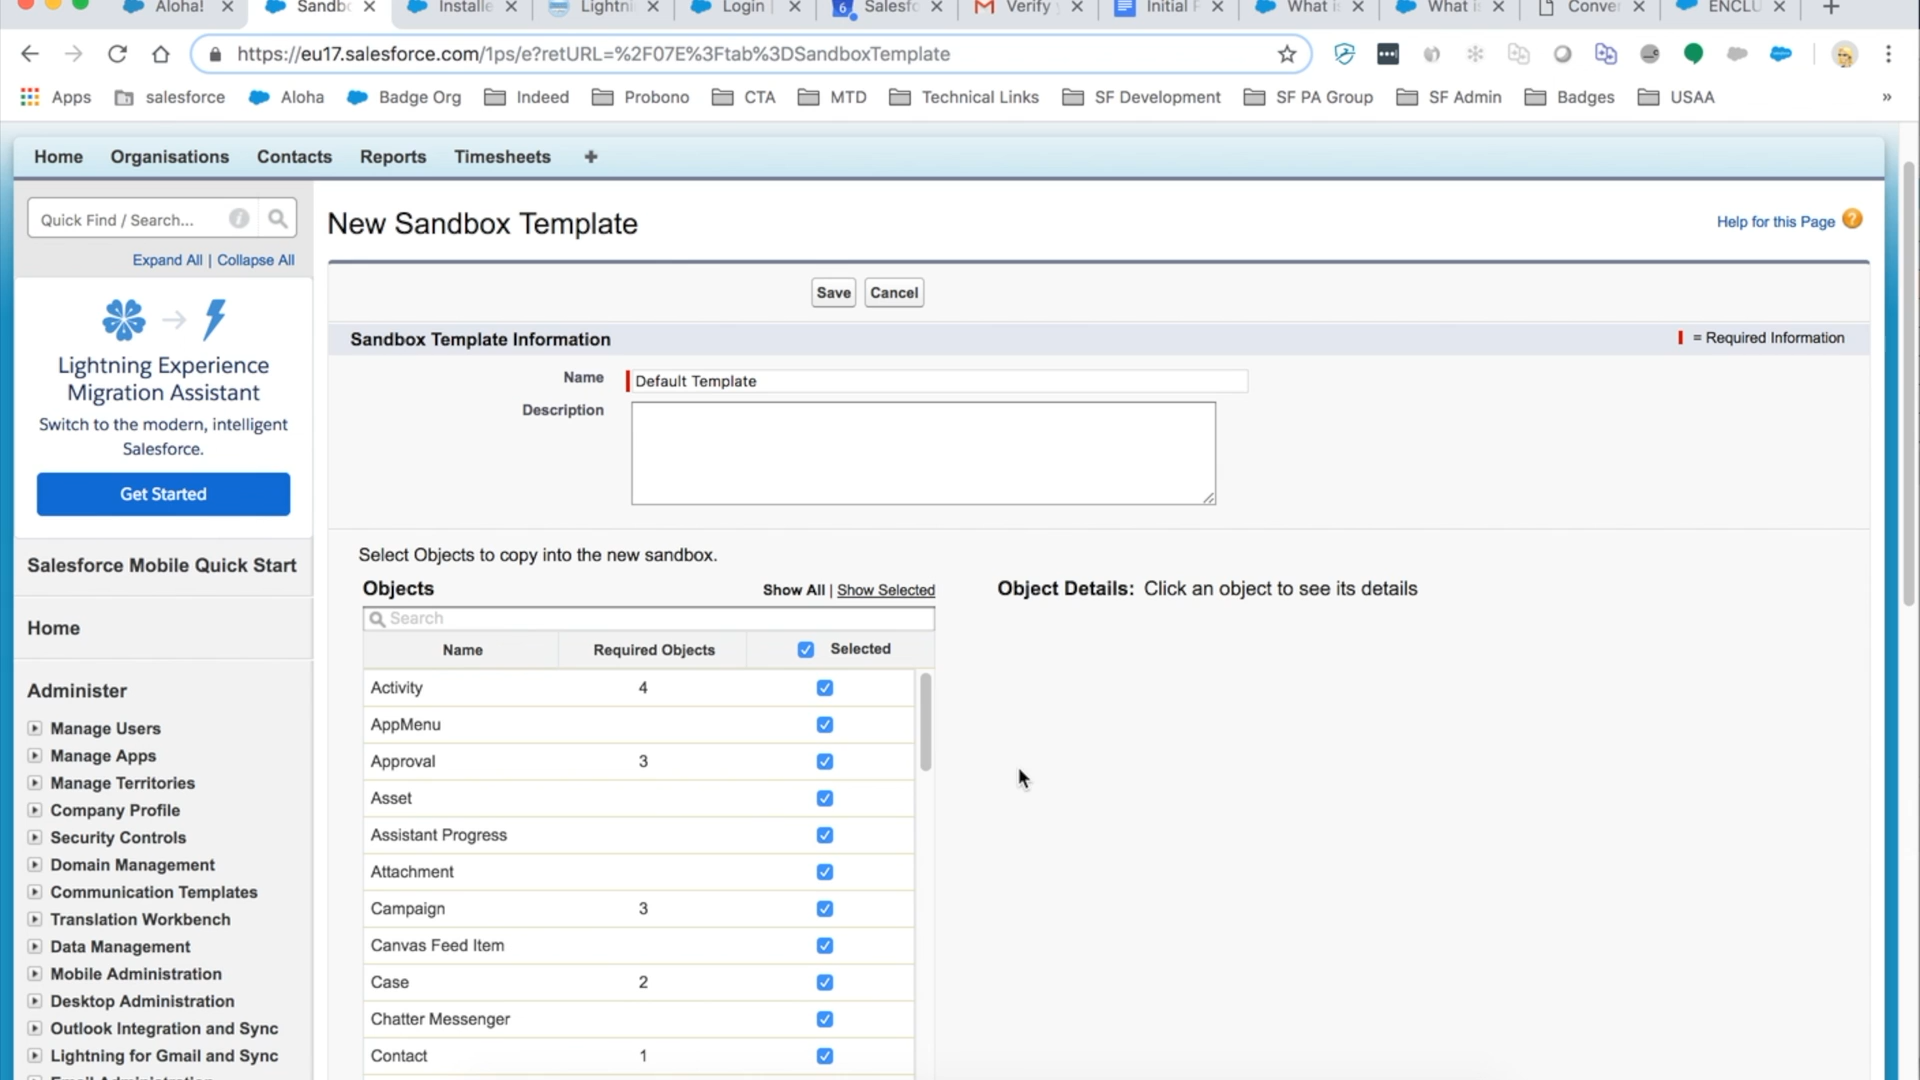 Aloha!
Sandbo
Installe
Lightni
Login |
6
Salesfo
Verify
Initial
What i
What i
Conve
ENCLU
https://eu17.salesforce.com/1ps/e?retURL=%2F07E%3Ftab%3DSandboxTemplate
Apps salesforce Aloha Badge Org Indeed Probono CTA MTD Technical Links SF Development SF PA Group SF Admin Badges USAA »
Home Organisations Contacts Reports Timesheets +
Quick Find / Search...
Expand All | Collapse All
Lightning Experience
Migration Assistant
Switch to the modern, intelligent
Salesforce.
Get Started
Salesforce Mobile Quick Start
Home
Administer
Manage Users
Manage Apps
Manage Territories
Company Profile
Security Controls
Domain Management
Communication Templates
Translation Workbench
Data Management
Mobile Administration
Desktop Administration
Outlook Integration and Sync
Lightning for Gmail and Sync
New Sandbox Template
Help for this Page ?
Save Cancel
Sandbox Template Information
= Required Information
Name Default Template
Description
Select Objects to copy into the new sandbox.
Objects Show All | Show Selected
Search
Name Required Objects Selected
Activity 4
AppMenu
Approval 3
Asset
Assistant Progress
Attachment
Campaign 3
Canvas Feed Item
Case 2
Chatter Messenger
Contact 1
Object Details: Click an object to see its details